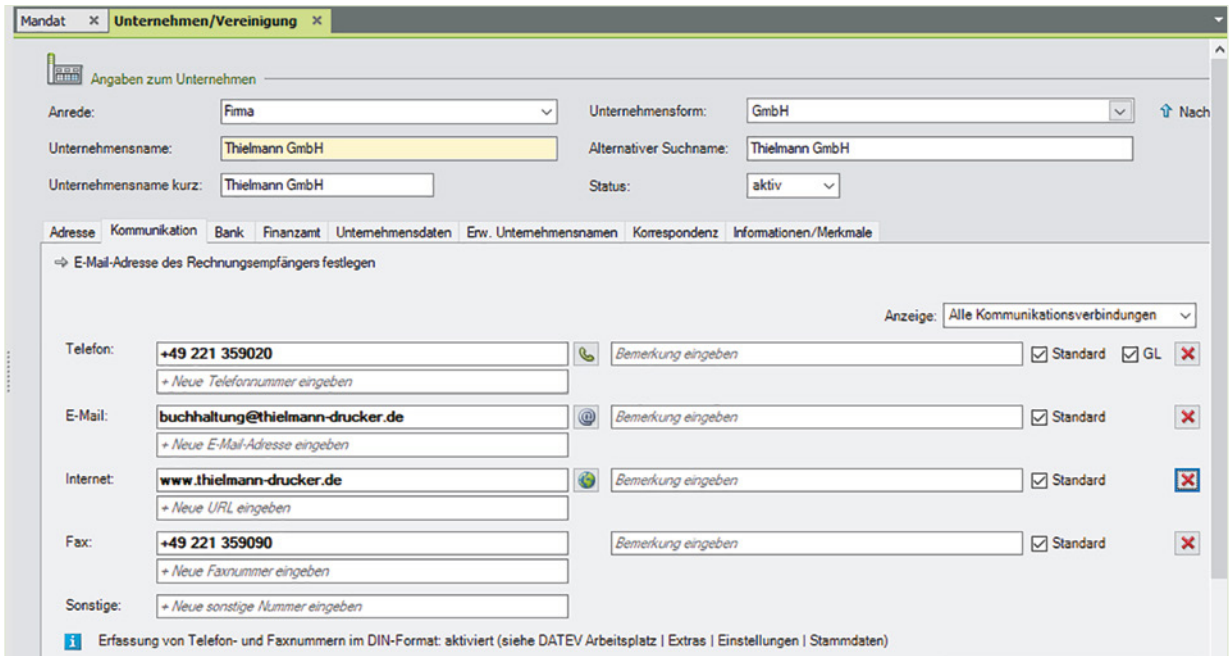 Mandat × Unternehmen/Vereinigung ×
Angaben zum Unternehmen
Anrede: Firma Unternehmensform: GmbH Nach
Unternehmensname: Thielmann GmbH Alternativer Suchname: Thielmann GmbH
Unternehmensname kurz: Thielmann GmbH Status: aktiv
Adresse Kommunikation Bank Finanzamt Unternehmensdaten Erw. Unternehmensnamen Korrespondenz Informationen/Merkmale
⇨ E-Mail-Adresse des Rechnungsempfängers festlegen
Anzeige: Alle Kommunikationsverbindungen
Telefon: +49 221 359020 Bemerkung eingeben Standard GL
+ Neue Telefonnummer eingeben
E-Mail: buchhaltung@thielmann-drucker.de @ Bemerkung eingeben Standard
+ Neue E-Mail-Adresse eingeben
Internet: www.thielmann-drucker.de Bemerkung eingeben Standard
+ Neue URL eingeben
Fax: +49 221 359090 Bemerkung eingeben Standard
+ Neue Faxnummer eingeben
Sonstige: + Neue sonstige Nummer eingeben
i Erfassung von Telefon- und Faxnummern im DIN-Format: aktiviert (siehe DATEV Arbeitsplatz | Extras | Einstellungen | Stammdaten)